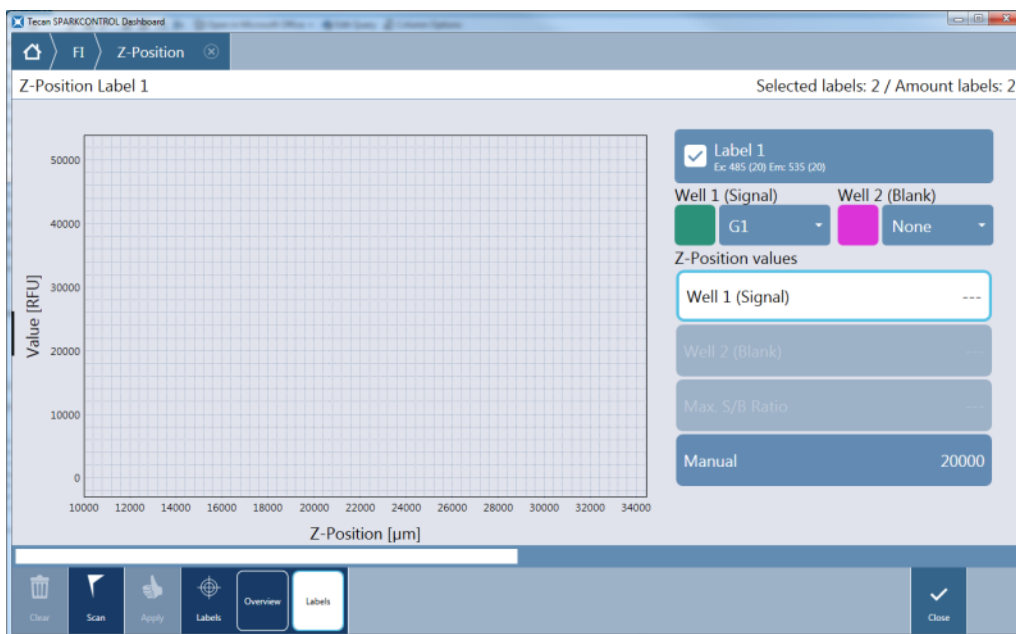 Tecan SPARKCONTROL Dashboard
FI
Z-Position
Z-Position Label 1
Selected labels: 2 / Amount labels: 2
Label 1
Ex: 485 (20) Em: 535 (20)
Well 1 (Signal) Well 2 (Blank)
G1 None
Z-Position values
Well 1 (Signal) ---
Well 2 (Blank) ---
Max. S/B Ratio ---
Manual 20000
Value [RFU]
50000
40000
30000
20000
10000
0
10000 12000 14000 16000 18000 20000 22000 24000 26000 28000 30000 32000 34000
Z-Position [µm]
Clear
Scan
Apply
Labels
Overview
Labels
Close